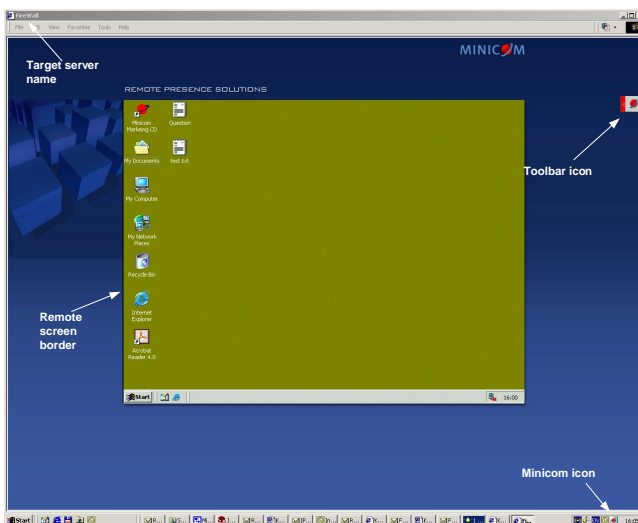 FireWall
File
View Favorites Tools Help
MINICOM
Target server
name
REMOTE PRESENCE SOLUTIONS
Minicom
Marketing CD
Question
My Documents
test.txt
Toolbar icon
My Computer
My Network
Places
Recycle Bin
Remote
screen
border
Internet
Explorer
Acrobat
Reader 4.0
Start
16:00
Minicom icon
Start